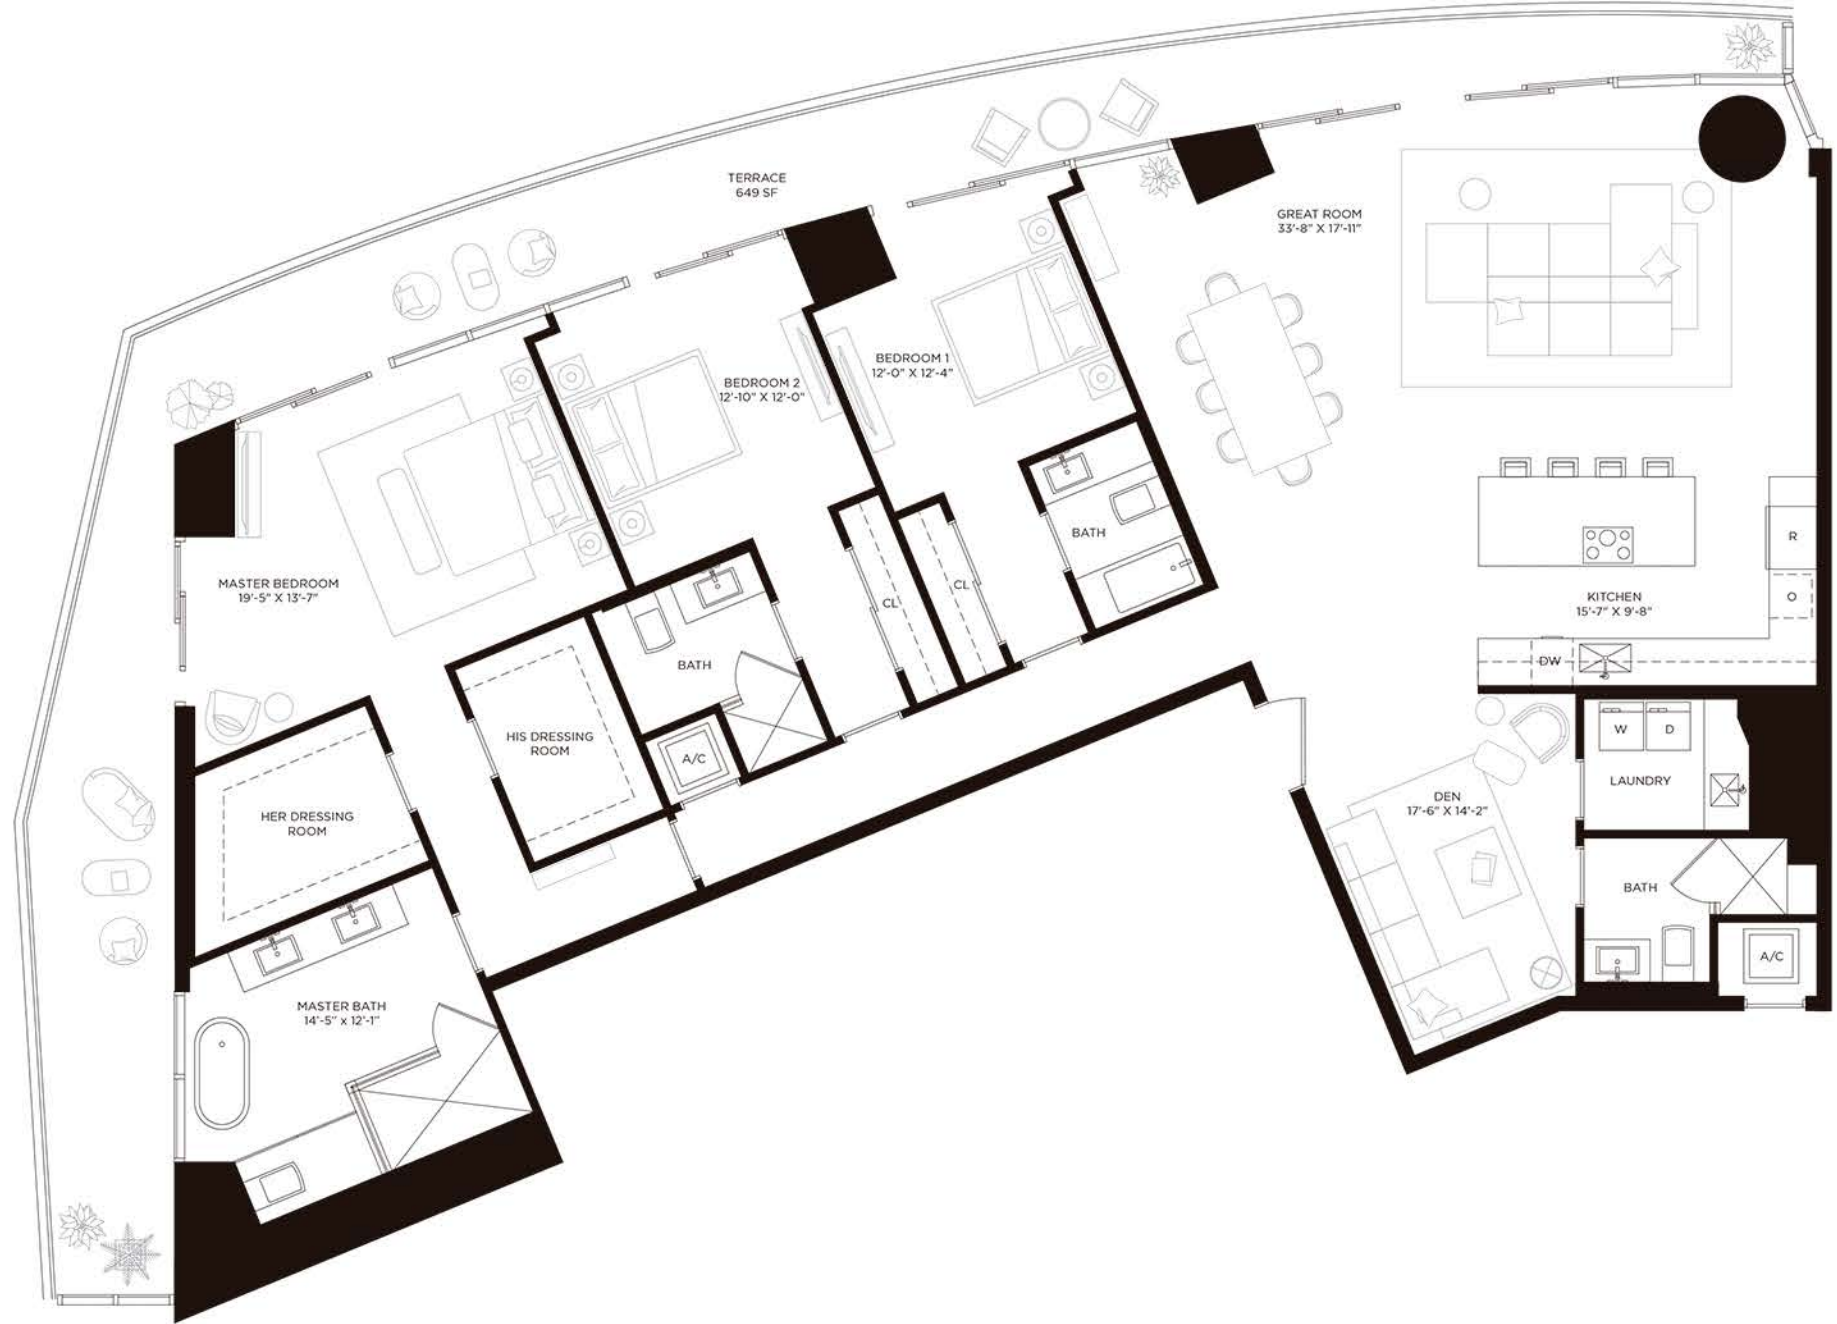 TERRACE
649 SF
GREAT ROOM
33'-8" X 17'-11"
BEDROOM 1
12'-0" X 12'-4"
BEDROOM 2
12'-10" X 12'-0"
BATH
R
MASTER BEDROOM
19'-5" X 13'-7"
CL
CL
KITCHEN
15'-7" X 9'-8"
O
BATH
DW
HIS DRESSING
ROOM
A/C
W
D
LAUNDRY
HER DRESSING
ROOM
DEN
17'-6" X 14'-2"
BATH
A/C
MASTER BATH
14'-5" x 12'-1"